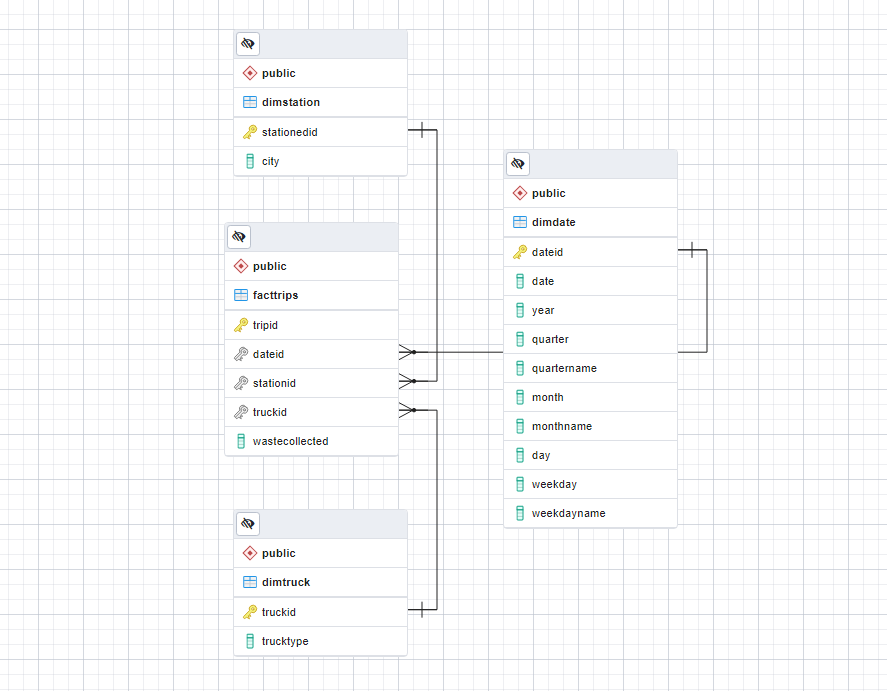 public
dimstation
stationedid
city
public
facttrips
tripid
dateid
stationid
truckid
wastecollected
public
dimtruck
truckid
trucktype
public
dimdate
dateid
date
year
quarter
quartername
month
monthname
day
weekday
weekdayname